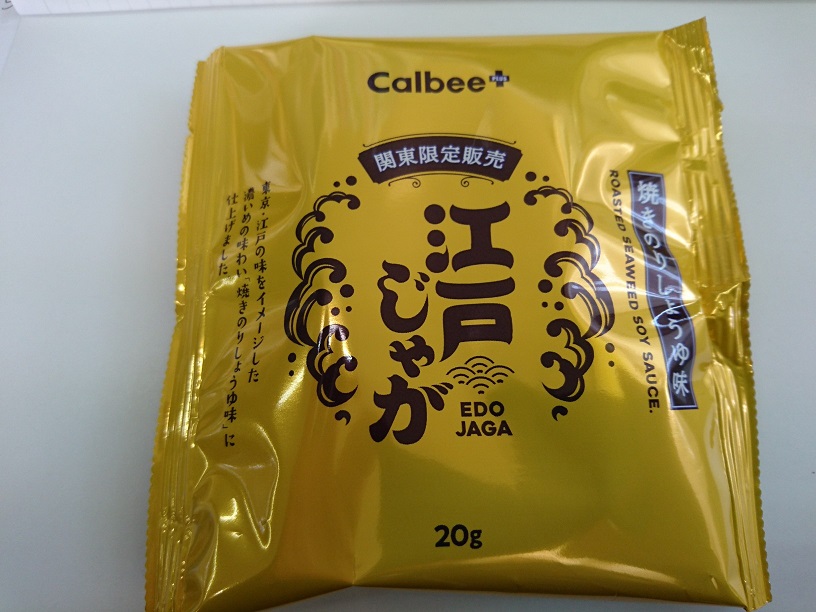 Calbee+
PLUS
関東限定販売
江戸
じゃが
EDO
JAGA
焼きのりしょうゆ味
ROASTED SEAWEED SOY SAUCE.
東京・江戸の味をイメージした
濃いめの味わい「焼きのりしょうゆ味」に
仕上げました。
20g